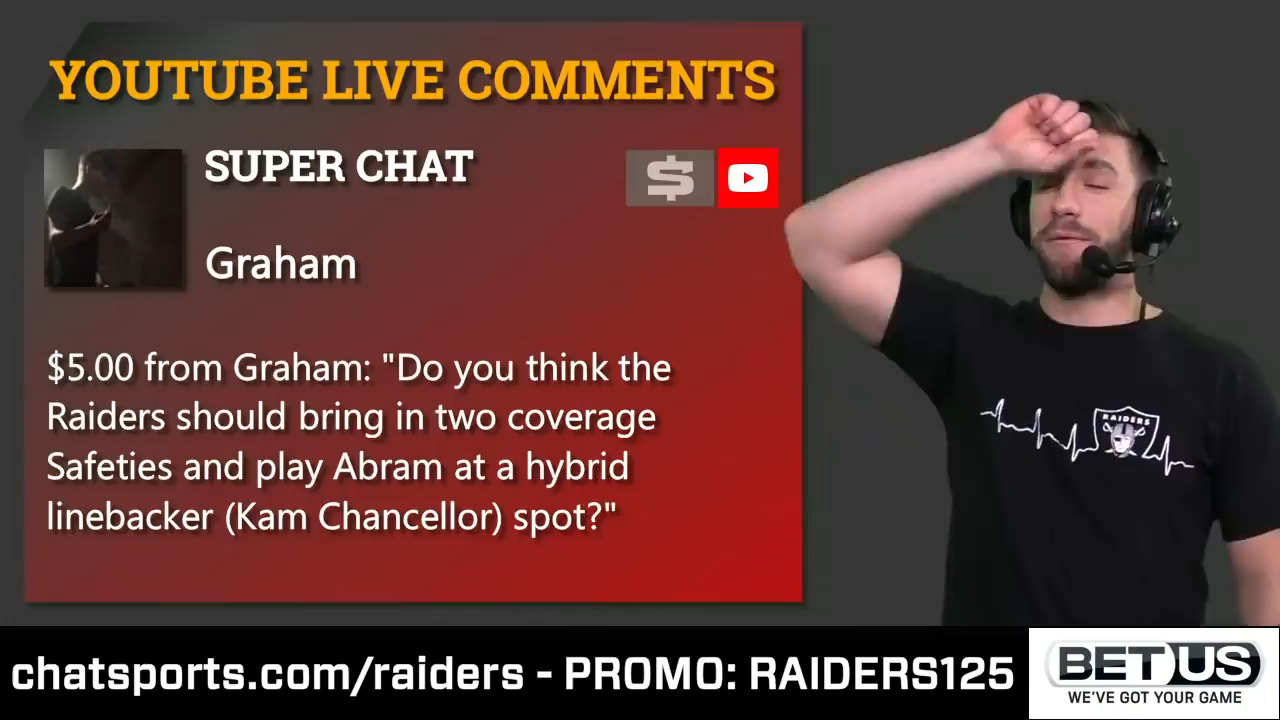 YOUTUBE LIVE COMMENTS
SUPER CHAT
$
Graham
$5.00 from Graham: "Do you think the
Raiders should bring in two coverage
Safeties and play Abram at a hybrid
linebacker (Kam Chancellor) spot?"
RAIDERS
chatsports.com/raiders - PROMO: RAIDERS125
BETUS
WE'VE GOT YOUR GAME